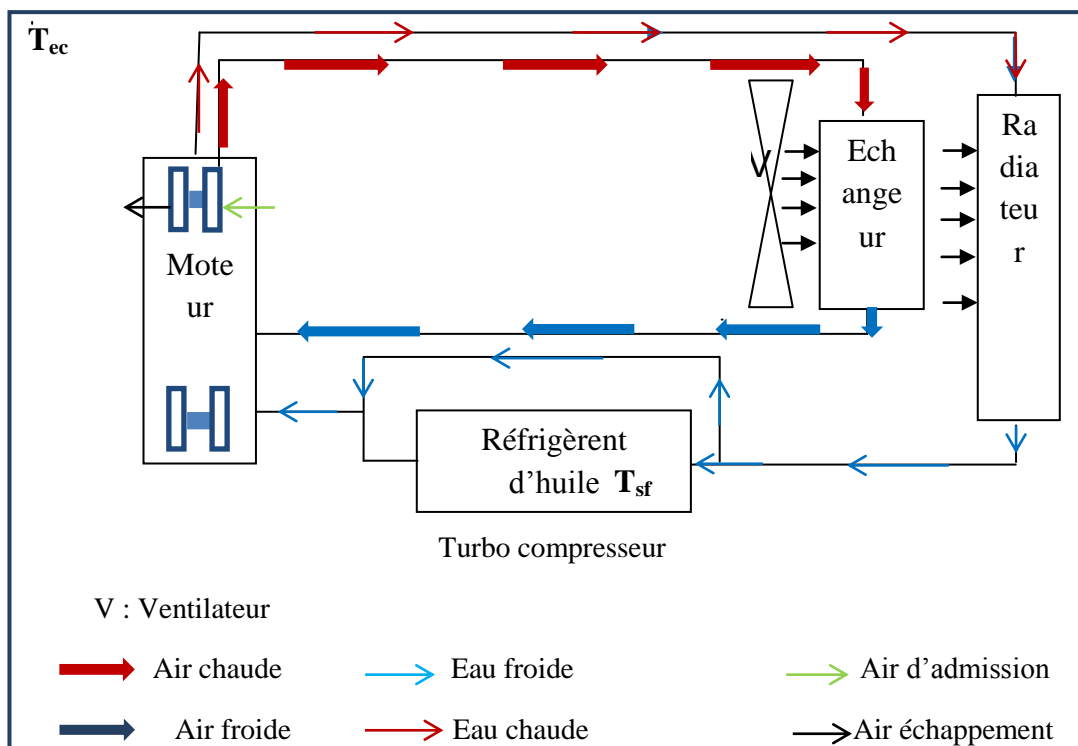 Tec
V
Ech
ange
ur
Ra
dia
teu
r
Mote
ur
Réfrigèrent
d’huile Tsf
Turbo compresseur
V : Ventilateur
Air chaude
Eau froide
Air d’admission
Air froide
Eau chaude
Air échappement